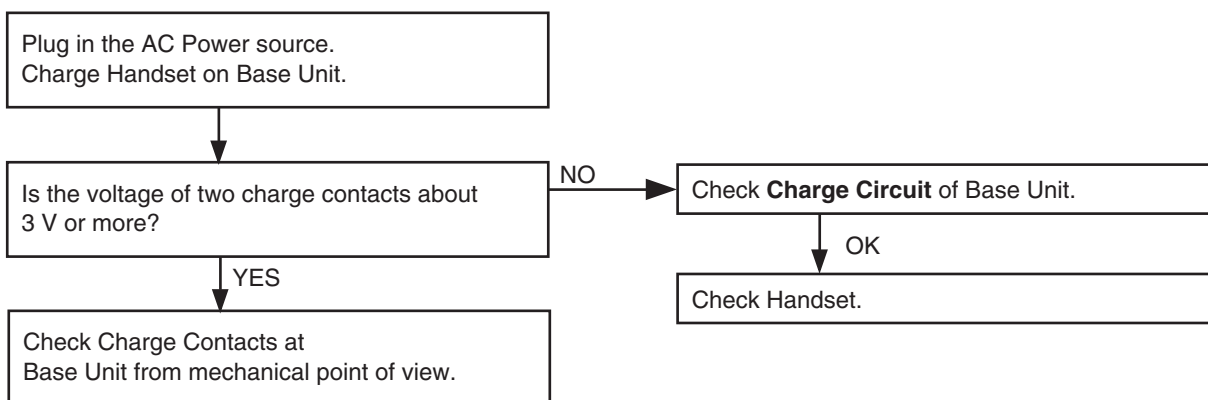 Plug in the AC Power source.
Charge Handset on Base Unit.
Is the voltage of two charge contacts about
3 V or more?
NO
Check Charge Circuit of Base Unit.
OK
Check Handset.
YES
Check Charge Contacts at
Base Unit from mechanical point of view.